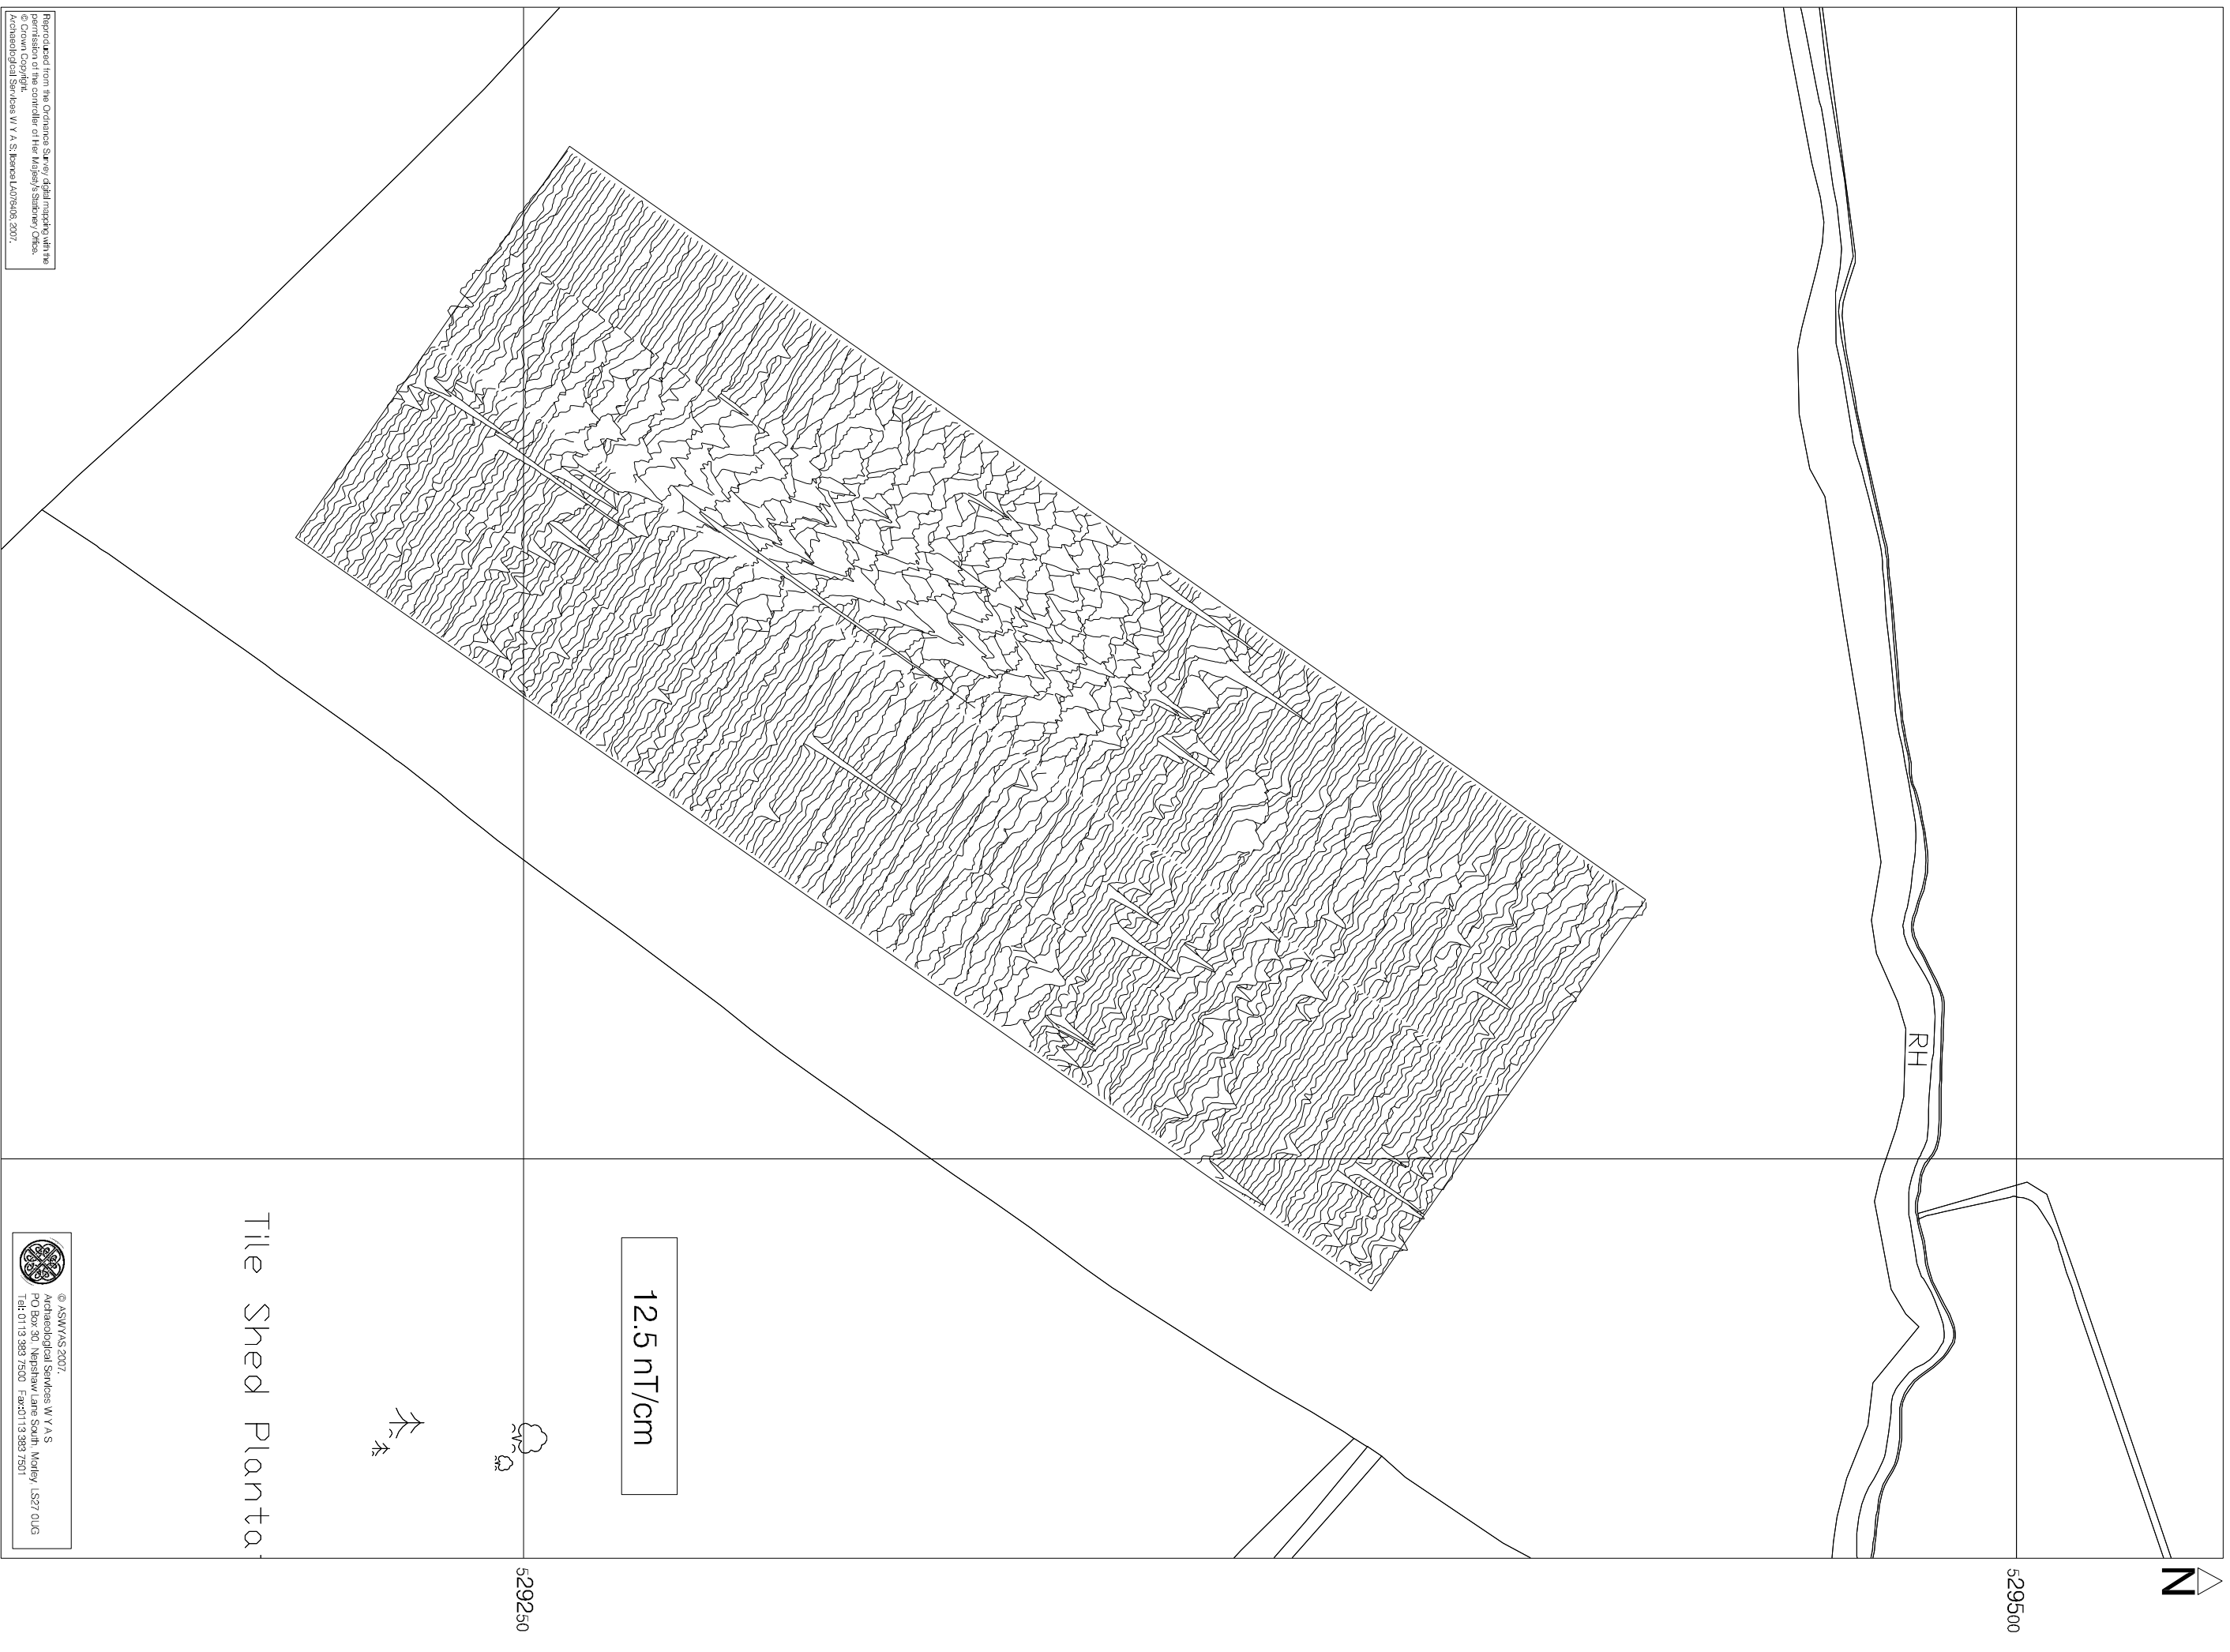 Reproduced from the Ordnance Survey digital mapping with the
permission of the controller of Her Majesty's Stationery Office.
© Crown Copyright.
Archaeological Services W Y A S: licence LA076406, 2007.
RH
12.5 nT/cm
Tile Shed Planta
© ASWYAS 2007.
Archaeological Services W Y A S
PO Box 30, Nepshaw Lane South, Morley, LS27 0UG
Tel: 0113 383 7500 Fax: 0113 383 7501
529250
529500
N